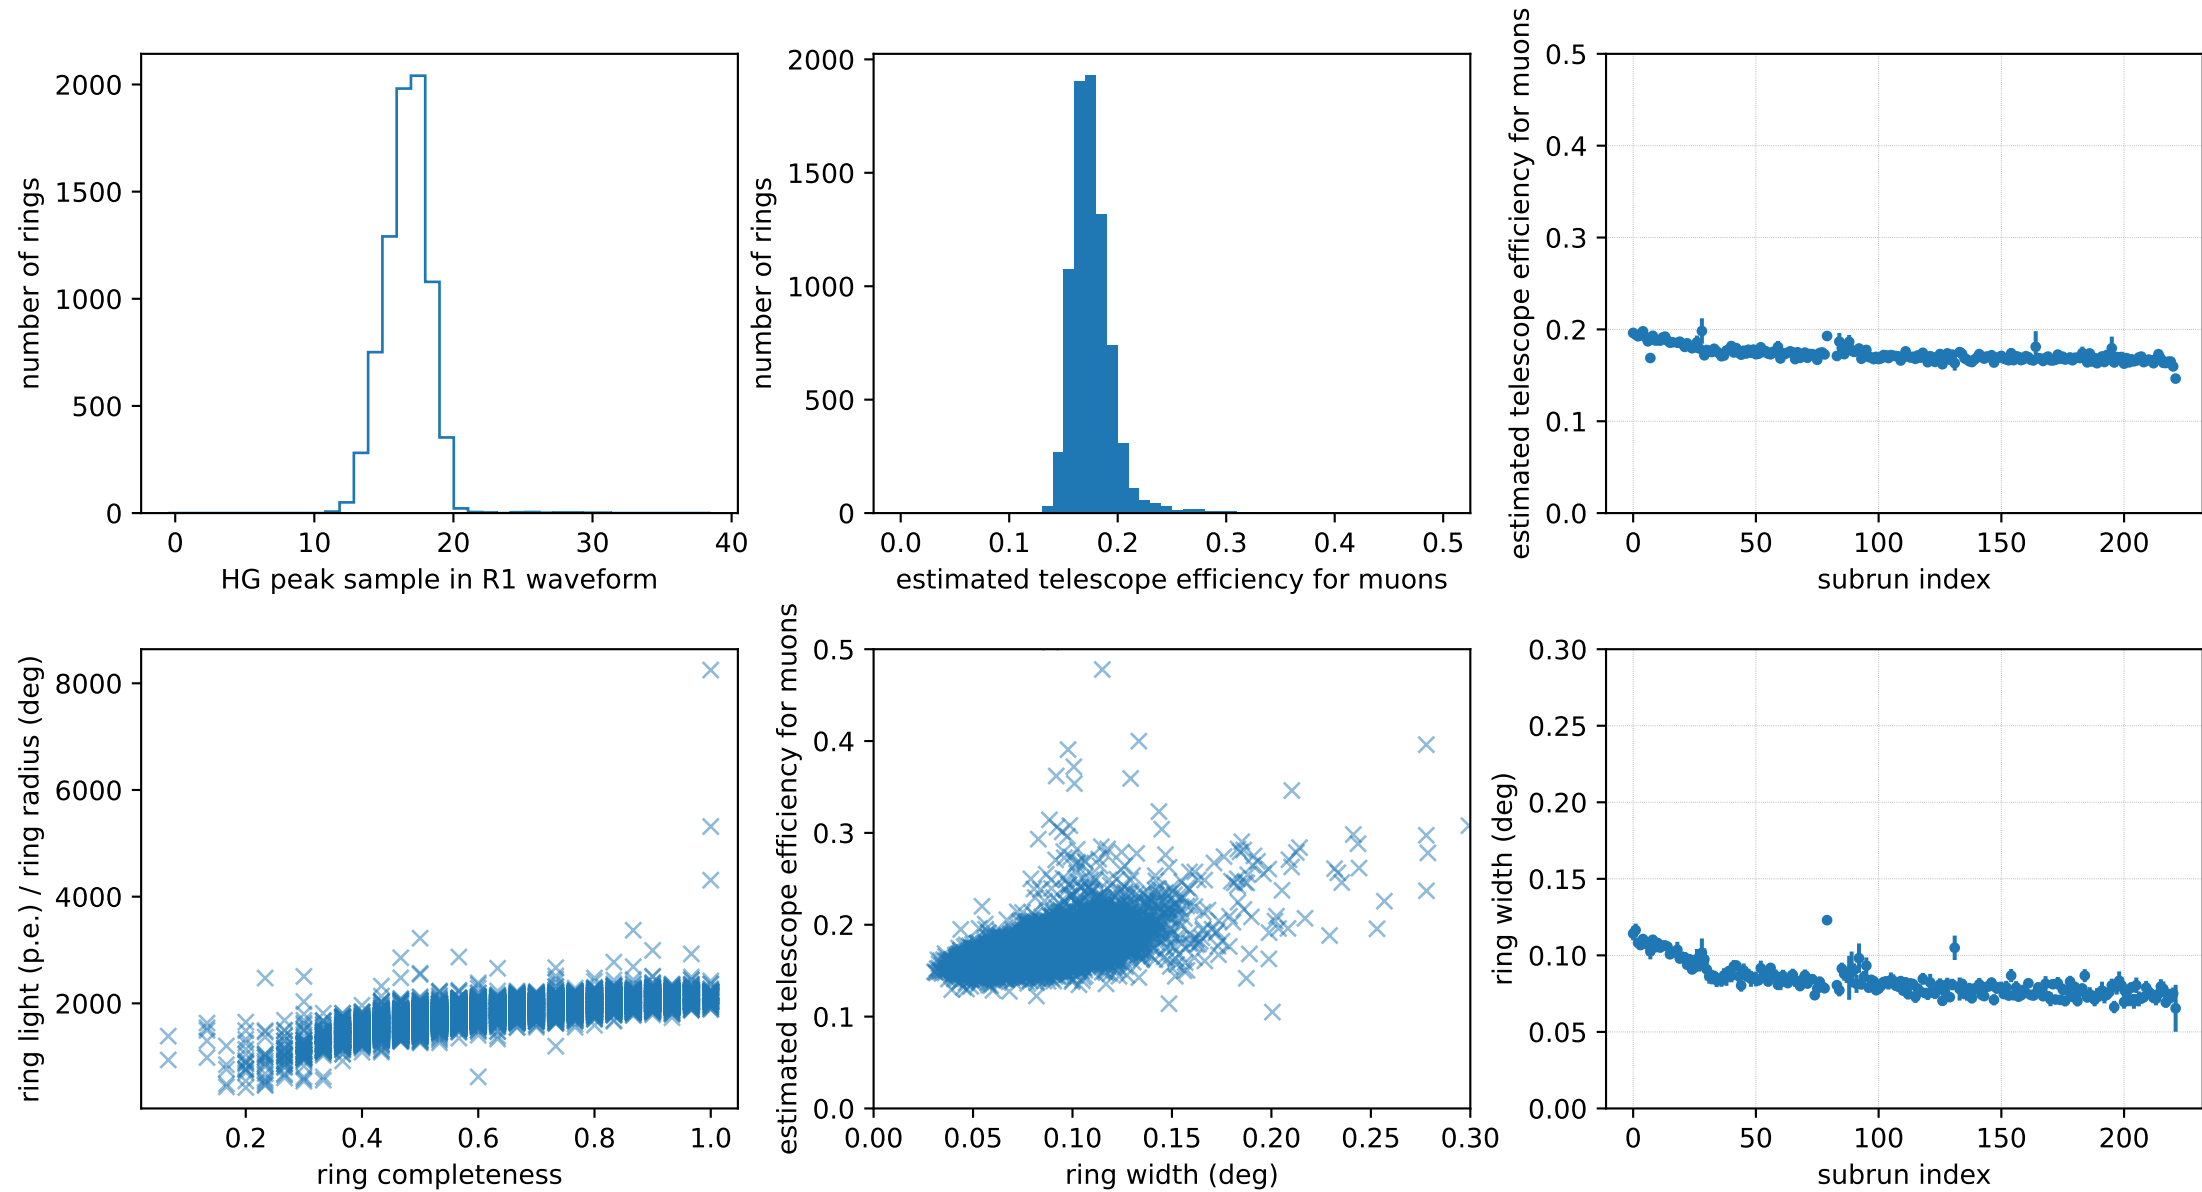 number of rings
2000
1500
1000
500
0
0 10 20 30 40
HG peak sample in R1 waveform
number of rings
2000
1500
1000
500
0
0.0 0.1 0.2 0.3 0.4 0.5
estimated telescope efficiency for muons
estimated telescope efficiency for muons
0.5
0.4
0.3
0.2
0.1
0.0
0 50 100 150 200
subrun index
ring light (p.e.) / ring radius (deg)
8000
6000
4000
2000
0.2 0.4 0.6 0.8 1.0
ring completeness
estimated telescope efficiency for muons
0.5
0.4
0.3
0.2
0.1
0.0
0.00 0.05 0.10 0.15 0.20 0.25 0.30
ring width (deg)
ring width (deg)
0.30
0.25
0.20
0.15
0.10
0.05
0.00
0 50 100 150 200
subrun index